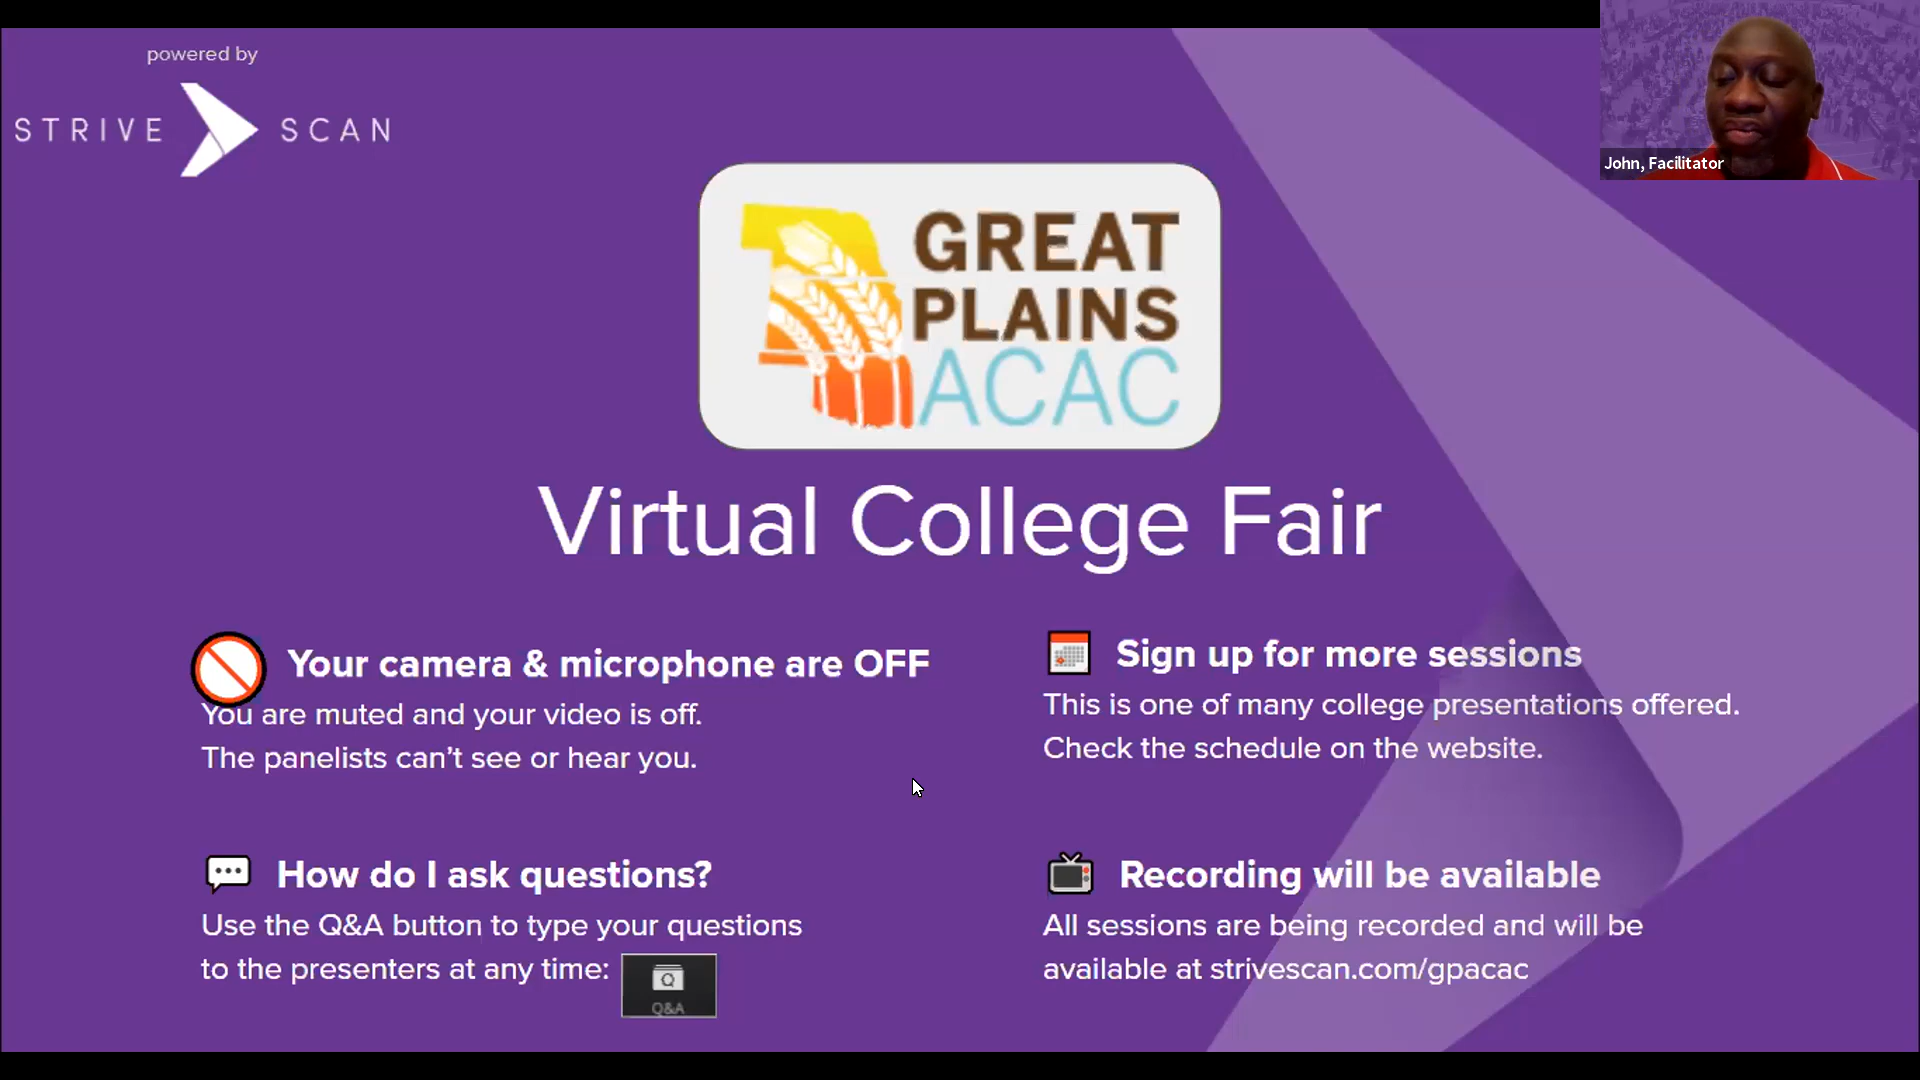 powered by
STRIVE SCAN
John, Facilitator
GREAT
PLAINS
ACAC
Virtual College Fair
Your camera & microphone are OFF
You are muted and your video is off.
The panelists can't see or hear you.
Sign up for more sessions
This is one of many college presentations offered.
Check the schedule on the website.
How do I ask questions?
Use the Q&A button to type your questions
to the presenters at any time:
Q
Q&A
Recording will be available
All sessions are being recorded and will be
available at strivescan.com/gpacac